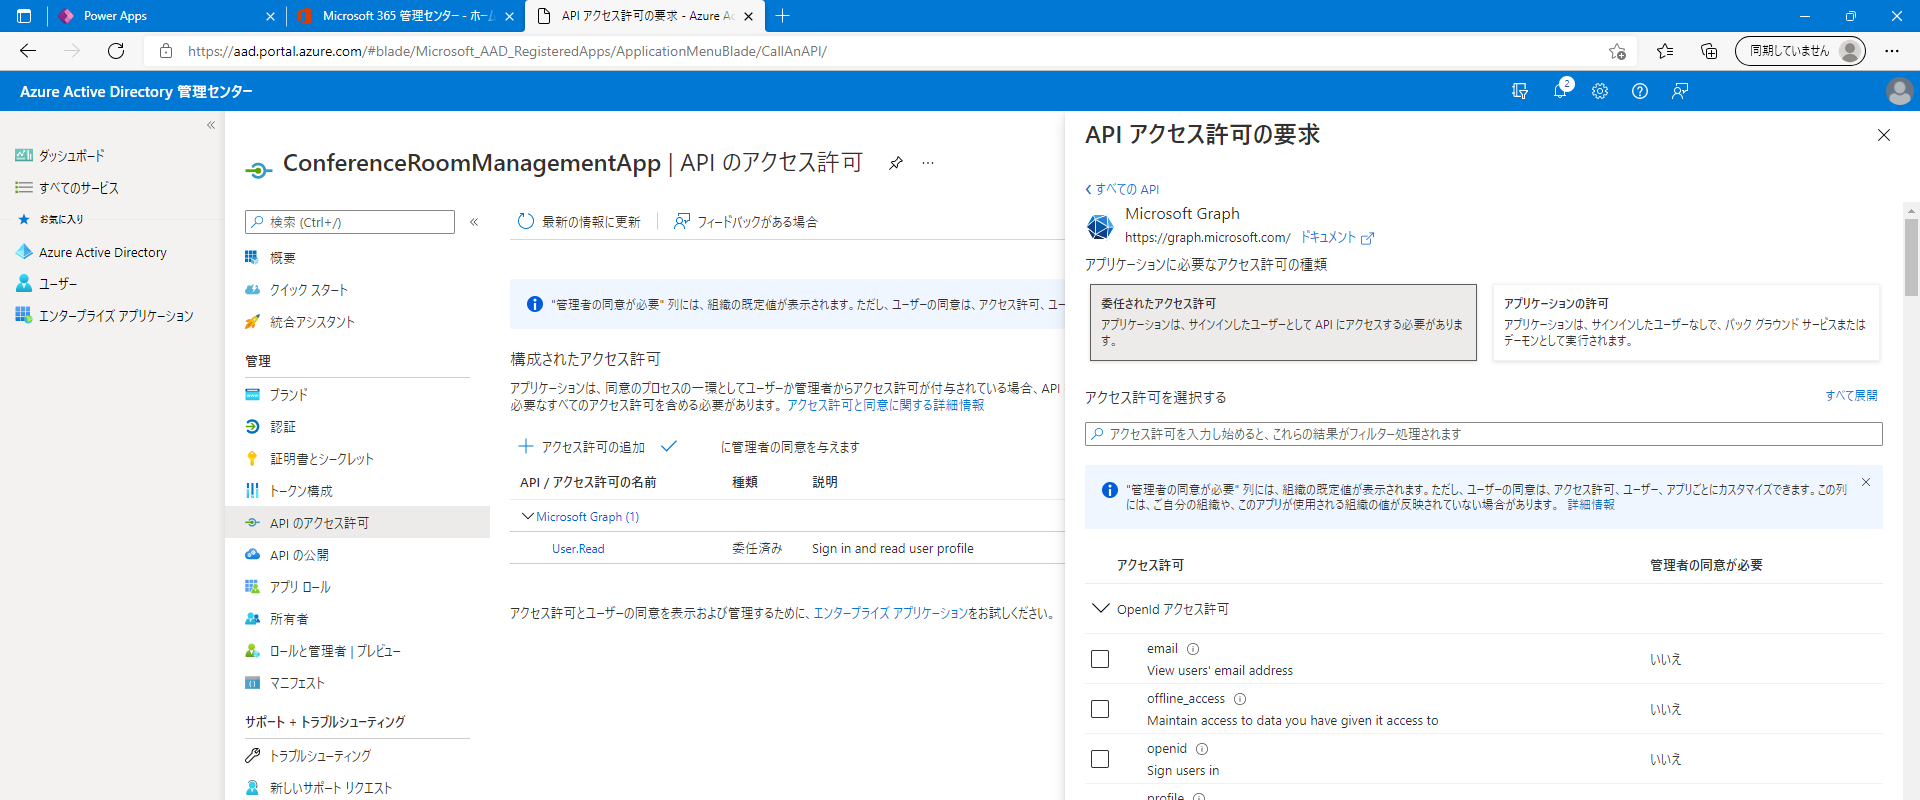 Power Apps
Microsoft 365 管理センター - ホーム
API アクセス許可の要求 - Azure Ac
https://aad.portal.azure.com/#blade/Microsoft_AAD_RegisteredApps/ApplicationMenuBlade/CallAnAPI/
同期していません
Azure Active Directory 管理センター
2
ダッシュボード
すべてのサービス
お気に入り
Azure Active Directory
ユーザー
エンタープライズ アプリケーション
ConferenceRoomManagementApp | API のアクセス許可
検索 (Ctrl+/)
概要
クイック スタート
統合アシスタント
管理
ブランド
認証
証明書とシークレット
トークン構成
API のアクセス許可
API の公開
アプリ ロール
所有者
ロールと管理者 | プレビュー
マニフェスト
サポート + トラブルシューティング
トラブルシューティング
新しいサポート リクエスト
最新の情報に更新
フィードバックがある場合
"管理者の同意が必要" 列には、組織の既定値が表示されます。ただし、ユーザーの同意は、アクセス許可、ユー
構成されたアクセス許可
アプリケーションは、同意のプロセスの一環としてユーザーか管理者からアクセス許可が付与されている場合、API
必要なすべてのアクセス許可を含める必要があります。 アクセス許可と同意に関する詳細情報
アクセス許可の追加
に管理者の同意を与えます
API / アクセス許可の名前 種類 説明
Microsoft Graph (1)
User.Read 委任済み Sign in and read user profile
アクセス許可とユーザーの同意を表示および管理するために、エンタープライズ アプリケーションをお試しください。
API アクセス許可の要求
すべての API
Microsoft Graph
https://graph.microsoft.com/ ドキュメント
アプリケーションに必要なアクセス許可の種類
委任されたアクセス許可
アプリケーションは、サインインしたユーザーとして API にアクセスする必要がありま
す。
アプリケーションの許可
アプリケーションは、サインインしたユーザーなしで、バック グラウンド サービスまたは
デーモンとして実行されます。
アクセス許可を選択する
すべて展開
アクセス許可を入力し始めると、これらの結果がフィルター処理されます
"管理者の同意が必要" 列には、組織の既定値が表示されます。ただし、ユーザーの同意は、アクセス許可、ユーザー、アプリごとにカスタマイズできます。この列
には、ご自分の組織や、このアプリが使用される組織の値が反映されていない場合があります。 詳細情報
アクセス許可 管理者の同意が必要
OpenId アクセス許可
email
View users' email address
いいえ
offline_access
Maintain access to data you have given it access to
いいえ
openid
Sign users in
いいえ
profile